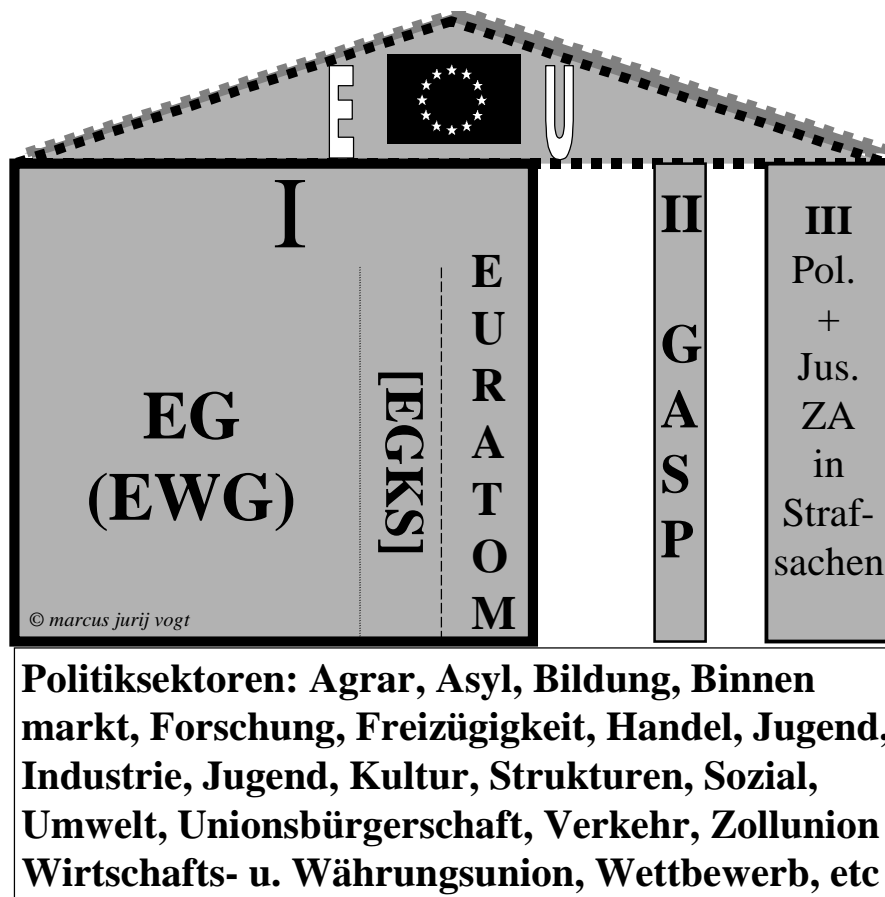 E U
I
EG
(EWG)
[EGKS]
EURATOM
© marcus jurij vogt
II
GASP
III
Pol.
+
Jus.
ZA
in
Straf-
sachen
Politiksektoren: Agrar, Asyl, Bildung, Binnen
markt, Forschung, Freizügigkeit, Handel, Jugend,
Industrie, Jugend, Kultur, Strukturen, Sozial,
Umwelt, Unionsbürgerschaft, Verkehr, Zollunion
Wirtschafts- u. Währungsunion, Wettbewerb, etc